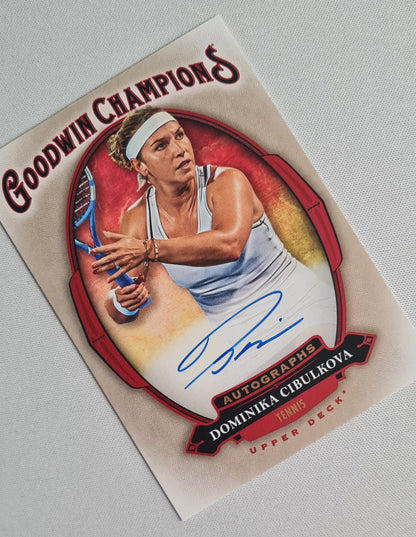 GOODWIN CHAMPIONS
AUTOGRAPHS
DOMINIKA CIBULKOVA
TENNIS
UPPER DECK